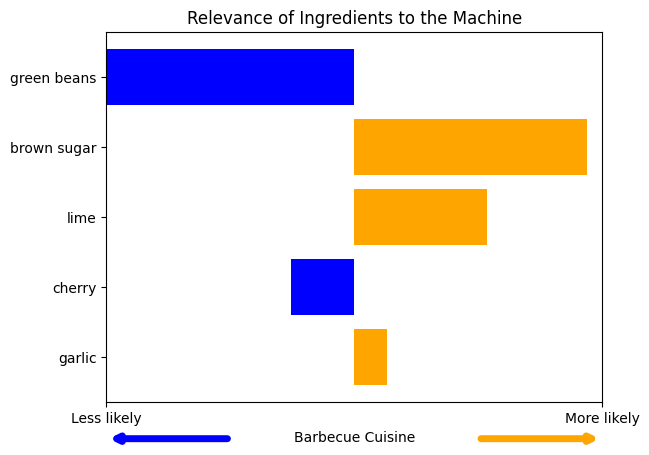 Relevance of Ingredients to the Machine
green beans
brown sugar
lime
cherry
garlic
Less likely
More likely
Barbecue Cuisine